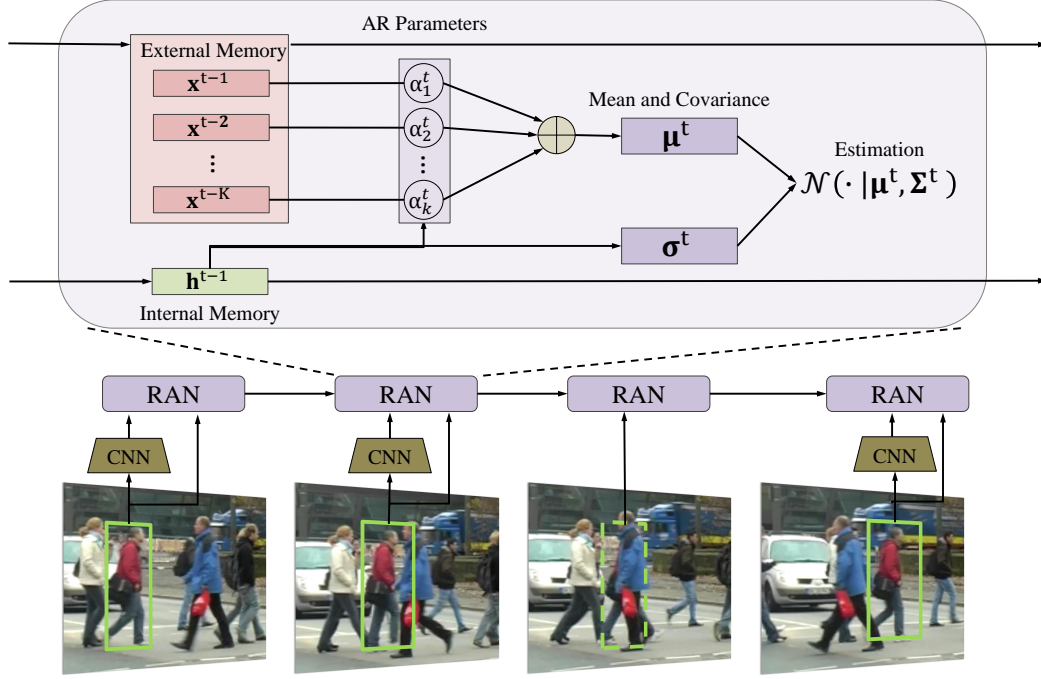 AR Parameters
External Memory
x^{t−1}
α_1^t
x^{t−2}
α_2^t
⋮
⋯
x^{t−K}
α_k^t
Mean and Covariance
μ^t
Estimation
𝒩(· |μ^t, Σ^t )
σ^t
h^{t−1}
Internal Memory
RAN RAN RAN RAN
CNN CNN CNN